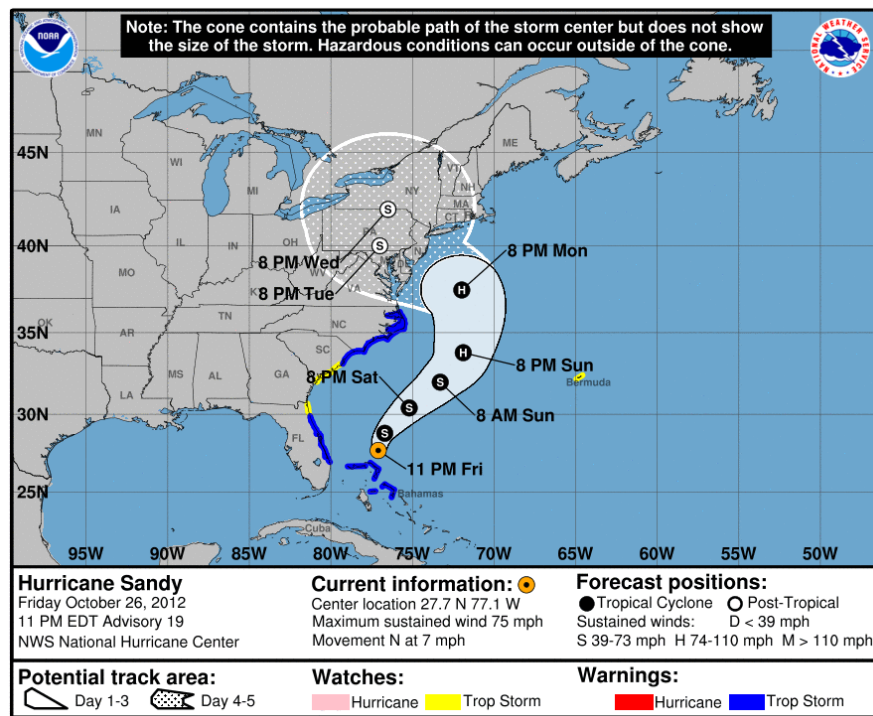 Note: The cone contains the probable path of the storm center but does not show
the size of the storm. Hazardous conditions can occur outside of the cone.
NOAA
NATIONAL WEATHER SERVICE
ME
MN
45N
VT
WI
NH
NY
MI
MA
CT
IA
PA
40N
OH
NJ
IL
IN
8 PM Wed
8 PM Mon
DE
WV
MO
8 PM Tue
VA
H
S
35N
OK
TN
NC
AR
SC
8 PM Sun
MS
AL
GA
8 PM Sat
Bermuda
LA
8 AM Sun
30N
FL
11 PM Fri
25N
Bahamas
Cuba
95W 90W 85W 80W 75W 70W 65W 60W 55W 50W
Hurricane Sandy
Friday October 26, 2012
11 PM EDT Advisory 19
NWS National Hurricane Center
Current information:
Center location 27.7 N 77.1 W
Maximum sustained wind 75 mph
Movement N at 7 mph
Forecast positions:
Tropical Cyclone Post-Tropical
Sustained winds: D < 39 mph
S 39-73 mph H 74-110 mph M > 110 mph
Potential track area:
Day 1-3 Day 4-5
Watches:
Hurricane Trop Storm
Warnings:
Hurricane Trop Storm